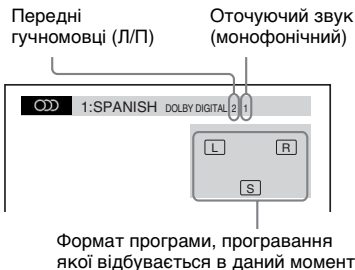 Передні
гучномовці (Л/П)
Оточуючий звук
(монофонічний)
1:SPANISH DOLBY DIGITAL 2 1
L R
S
Формат програми, програвання
якої відбувається в даний момент